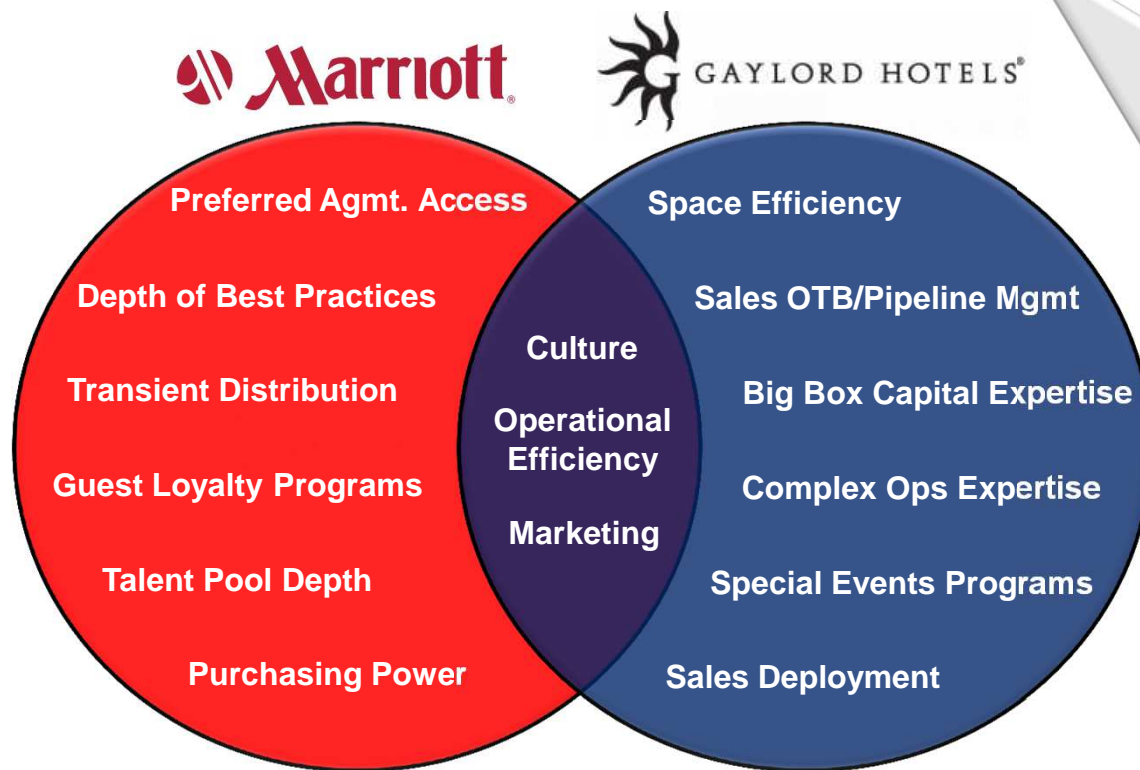 Marriott®
GAYLORD HOTELS®
Preferred Agmt. Access
Depth of Best Practices
Transient Distribution
Guest Loyalty Programs
Talent Pool Depth
Purchasing Power
Culture
Operational
Efficiency
Marketing
Space Efficiency
Sales OTB/Pipeline Mgmt
Big Box Capital Expertise
Complex Ops Expertise
Special Events Programs
Sales Deployment